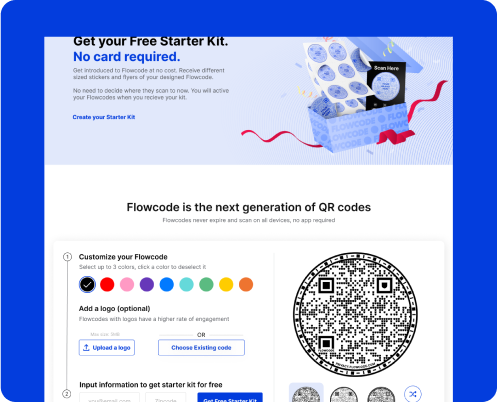 Get your Free Starter Kit.
No card required.
Get introduced to Flowcode at no cost. Receive different
sized stickers and flyers of your designed Flowcode.
No need to decide where they scan to now. You will active
your Flowcodes when you recieve your kit.
Create your Starter Kit
Scan Here
FLOWCODE
Flowcode is the next generation of QR codes
Flowcodes never expire and scan on all devices, no app required
1
Customize your Flowcode
Select up to 3 colors, click a color to deselect it
Add a logo (optional)
Flowcodes with logos have a higher rate of engagement
OR
Upload a logo
Choose Existing code
FLOWCODE
PRIVACY.FLOWCODE.COM
2
Input information to get starter kit for free
you@email.com
Zipcode
Get Free Starter Kit